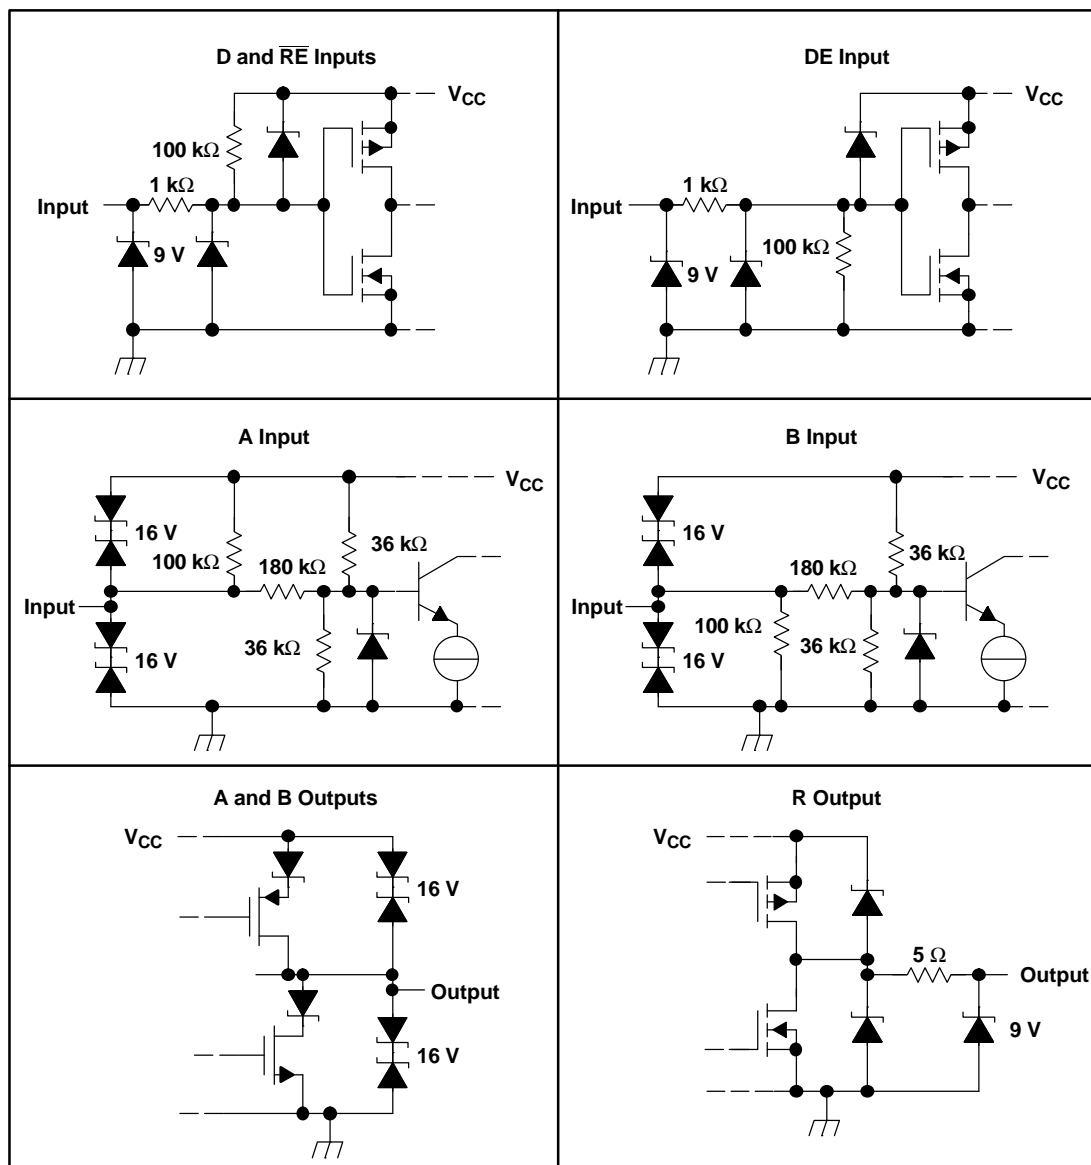 D and R̅E̅ Inputs
VCC
100 kΩ
1 kΩ
Input
9 V
DE Input
VCC
1 kΩ
Input
100 kΩ
9 V
A Input
VCC
16 V
100 kΩ
36 kΩ
180 kΩ
Input
36 kΩ
16 V
B Input
VCC
16 V
36 kΩ
180 kΩ
Input
100 kΩ
36 kΩ
16 V
A and B Outputs
VCC
16 V
Output
16 V
R Output
VCC
5 Ω
Output
9 V